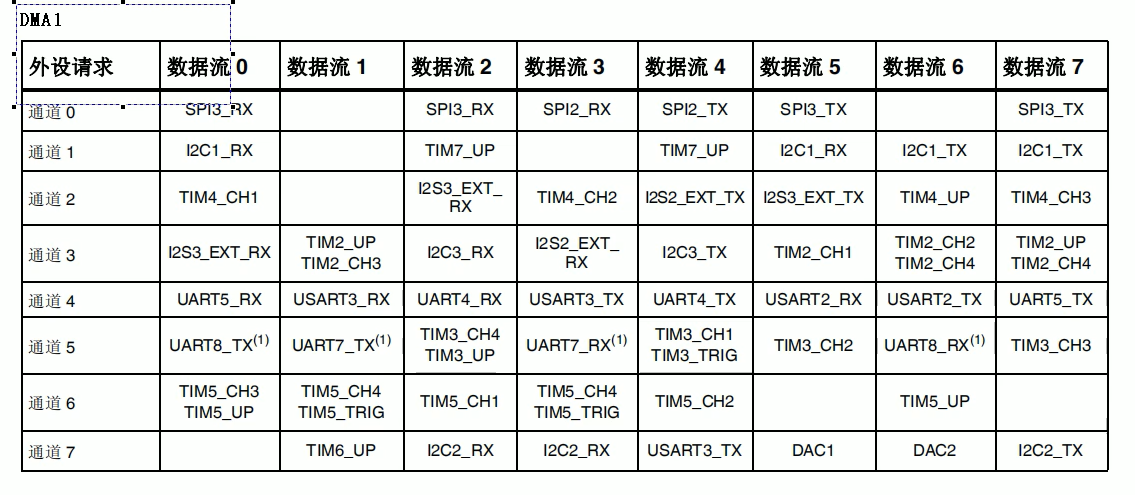 DMA1
外设请求 数据流 0 数据流 1 数据流 2 数据流 3 数据流 4 数据流 5 数据流 6 数据流 7
通道 0 SPI3_RX SPI3_RX SPI2_RX SPI2_TX SPI3_TX SPI3_TX
通道 1 I2C1_RX TIM7_UP TIM7_UP I2C1_RX I2C1_TX I2C1_TX
通道 2 TIM4_CH1 I2S3_EXT_ TIM4_CH2 I2S2_EXT_TX I2S3_EXT_TX TIM4_UP TIM4_CH3
RX
通道 3 I2S3_EXT_RX TIM2_UP I2C3_RX I2S2_EXT_ I2C3_TX TIM2_CH1 TIM2_CH2 TIM2_UP
TIM2_CH3 RX TIM2_CH4 TIM2_CH4
通道 4 UART5_RX USART3_RX UART4_RX USART3_TX UART4_TX USART2_RX USART2_TX UART5_TX
通道 5 UART8_TX(1) UART7_TX(1) TIM3_CH4 UART7_RX(1) TIM3_CH1 TIM3_CH2 UART8_RX(1) TIM3_CH3
TIM3_UP TIM3_TRIG
通道 6 TIM5_CH3 TIM5_CH4 TIM5_CH1 TIM5_CH4 TIM5_CH2 TIM5_UP
TIM5_UP TIM5_TRIG TIM5_TRIG
通道 7 TIM6_UP I2C2_RX I2C2_RX USART3_TX DAC1 DAC2 I2C2_TX